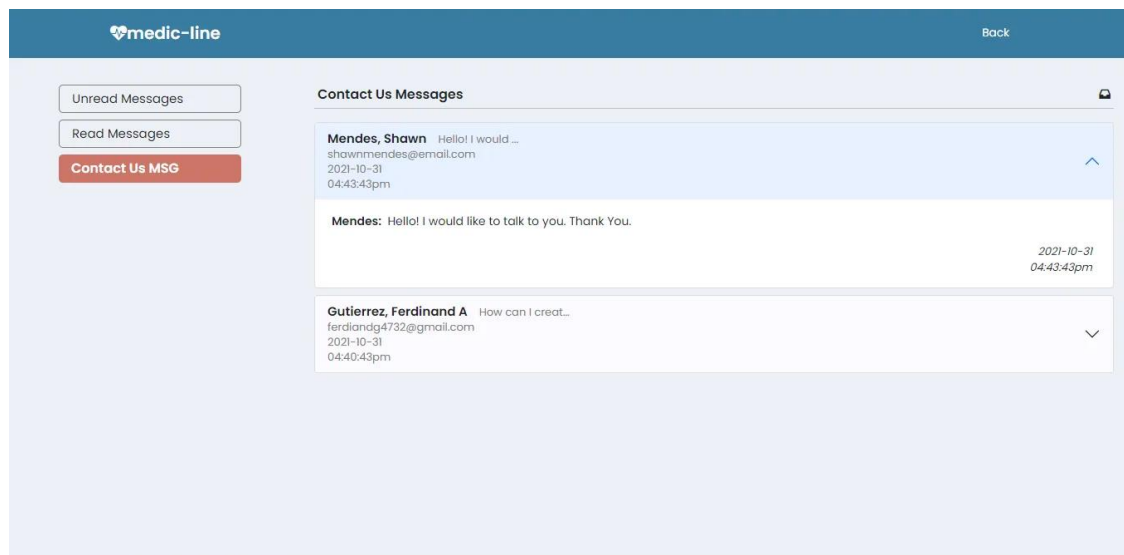 medic-line
Back
Unread Messages
Read Messages
Contact Us MSG
Contact Us Messages
Mendes, Shawn Hello! I would ...
shawnmendes@email.com
2021-10-31
04:43:43pm
Mendes: Hello! I would like to talk to you. Thank You.
2021-10-31
04:43:43pm
Gutierrez, Ferdinand A How can I creat...
ferdiandg4732@gmail.com
2021-10-31
04:40:43pm